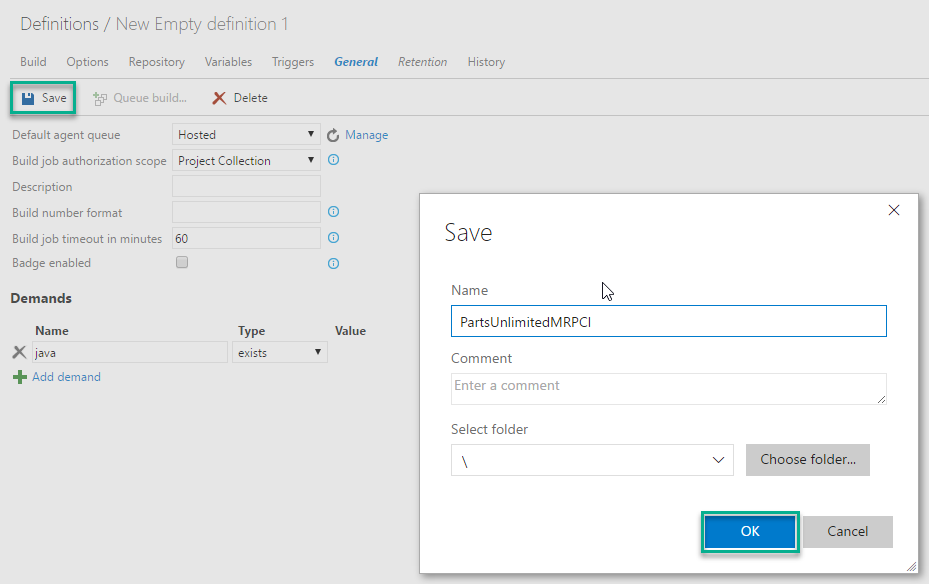 Definitions / New Empty definition 1
Build Options Repository Variables Triggers General Retention History
Save Queue build... Delete
Default agent queue Hosted Manage
Build job authorization scope Project Collection
Description
Build number format
Build job timeout in minutes 60
Badge enabled
Demands
Name Type Value
java exists
Add demand
Save
Name
PartsUnlimitedMRPCI
Comment
Enter a comment
Select folder
\ Choose folder...
OK Cancel